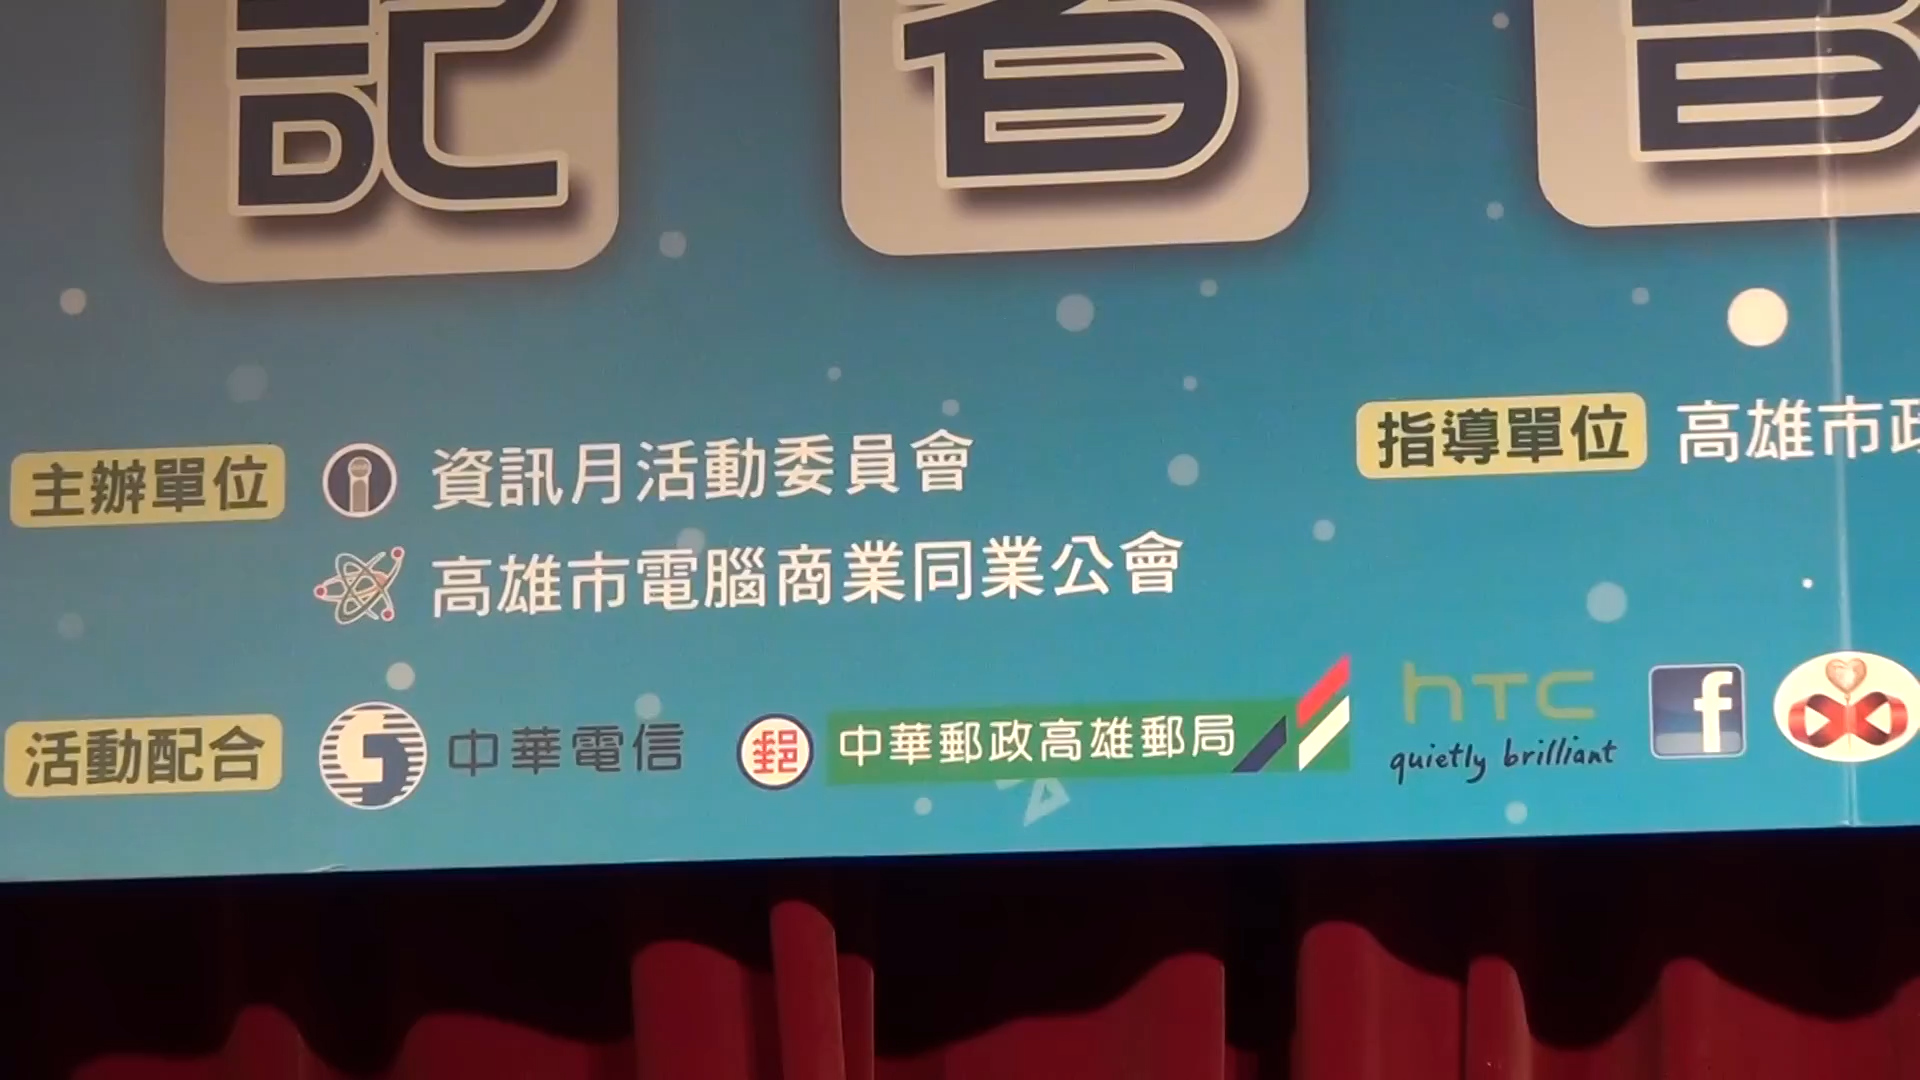 記者會
主辦單位 資訊月活動委員會
指導單位 高雄市政
高雄市電腦商業同業公會
活動配合 中華電信 郵 中華郵政高雄郵局 hTC f
quietly brilliant